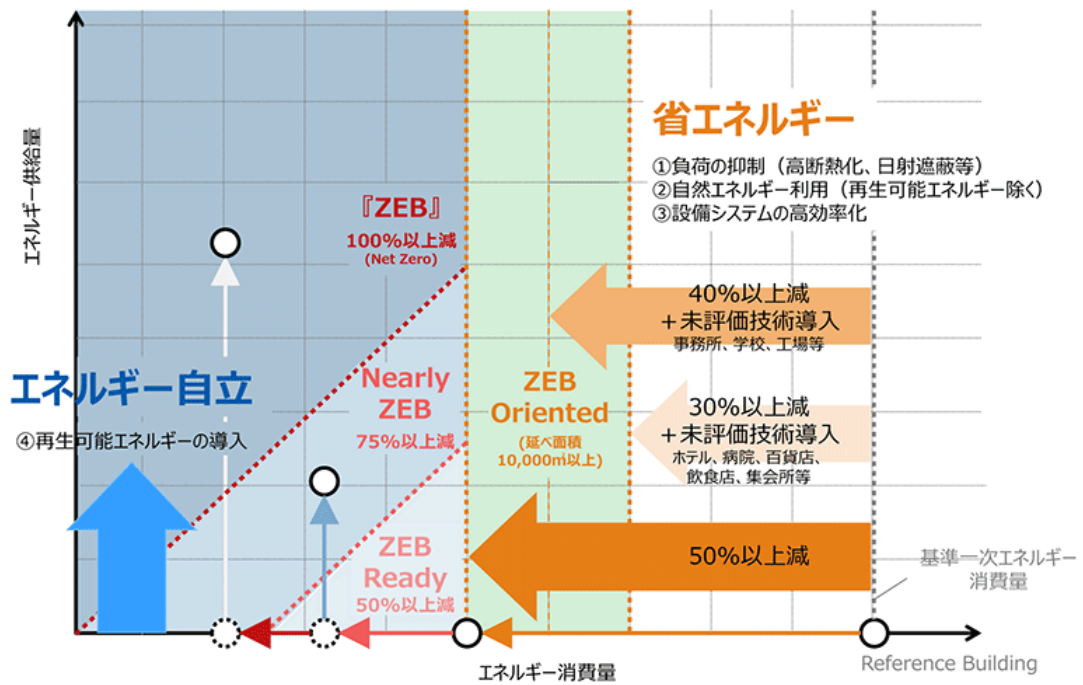 エネルギー供給量
省エネルギー
①負荷の抑制（高断熱化、日射遮蔽等）
②自然エネルギー利用（再生可能エネルギー除く）
③設備システムの高効率化
『ZEB』
100%以上減
(Net Zero)
40%以上減
＋未評価技術導入
事務所、学校、工場等
エネルギー自立
④再生可能エネルギーの導入
Nearly
ZEB
75%以上減
ZEB
Oriented
(延べ面積
10,000㎡以上)
30%以上減
＋未評価技術導入
ホテル、病院、百貨店、
飲食店、集会所等
ZEB
Ready
50%以上減
50%以上減
基準一次エネルギー
消費量
エネルギー消費量
Reference Building